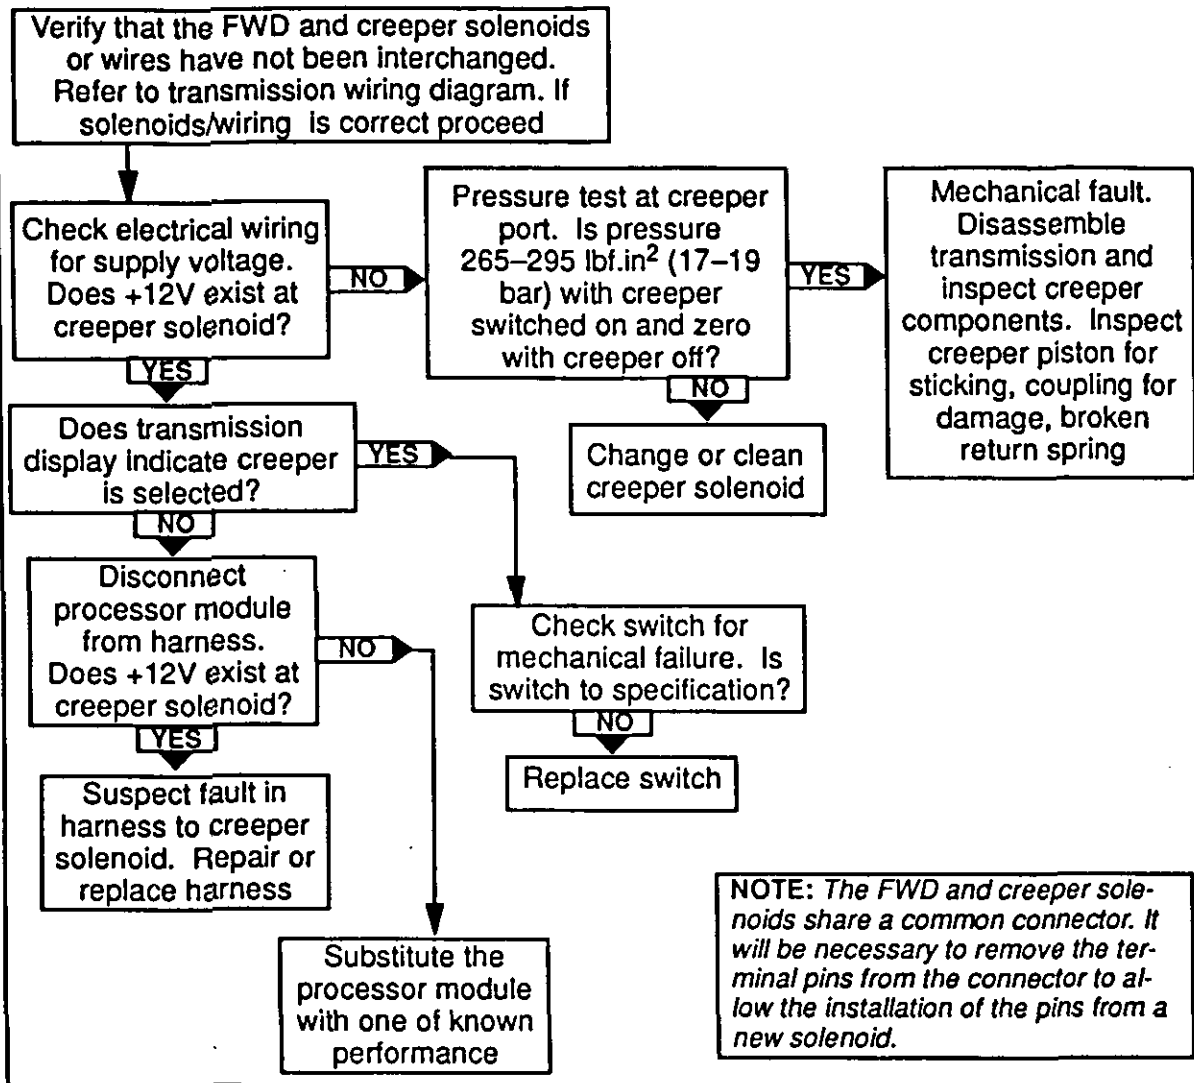 Verify that the FWD and creeper solenoids
or wires have not been interchanged.
Refer to transmission wiring diagram. If
solenoids/wiring is correct proceed
Check electrical wiring
for supply voltage.
Does +12V exist at
creeper solenoid?
NO
YES
Pressure test at creeper
port. Is pressure
265–295 lbf.in² (17–19
bar) with creeper
switched on and zero
with creeper off?
YES
NO
Mechanical fault.
Disassemble
transmission and
inspect creeper
components. Inspect
creeper piston for
sticking, coupling for
damage, broken
return spring
Change or clean
creeper solenoid
Does transmission
display indicate creeper
is selected?
YES
NO
Disconnect
processor module
from harness.
Does +12V exist at
creeper solenoid?
NO
YES
Check switch for
mechanical failure. Is
switch to specification?
NO
Replace switch
Suspect fault in
harness to creeper
solenoid. Repair or
replace harness
Substitute the
processor module
with one of known
performance
NOTE: The FWD and creeper sole-
noids share a common connector. It
will be necessary to remove the ter-
minal pins from the connector to al-
low the installation of the pins from a
new solenoid.